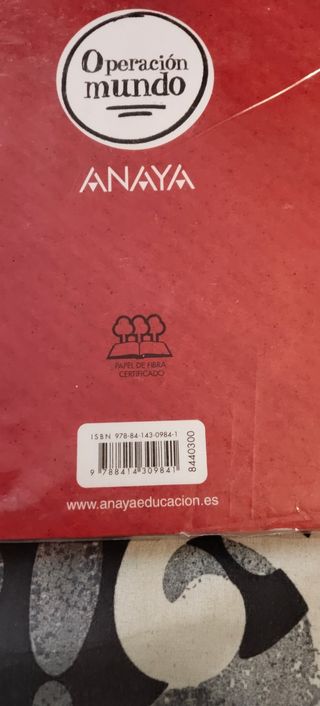 Operación
mundo
ANAYA
PAPEL DE FIBRA
CERTIFICADO
ISBN 978-84-143-0984-1
9 788414 309841
8440300
www.anayaeducacion.es